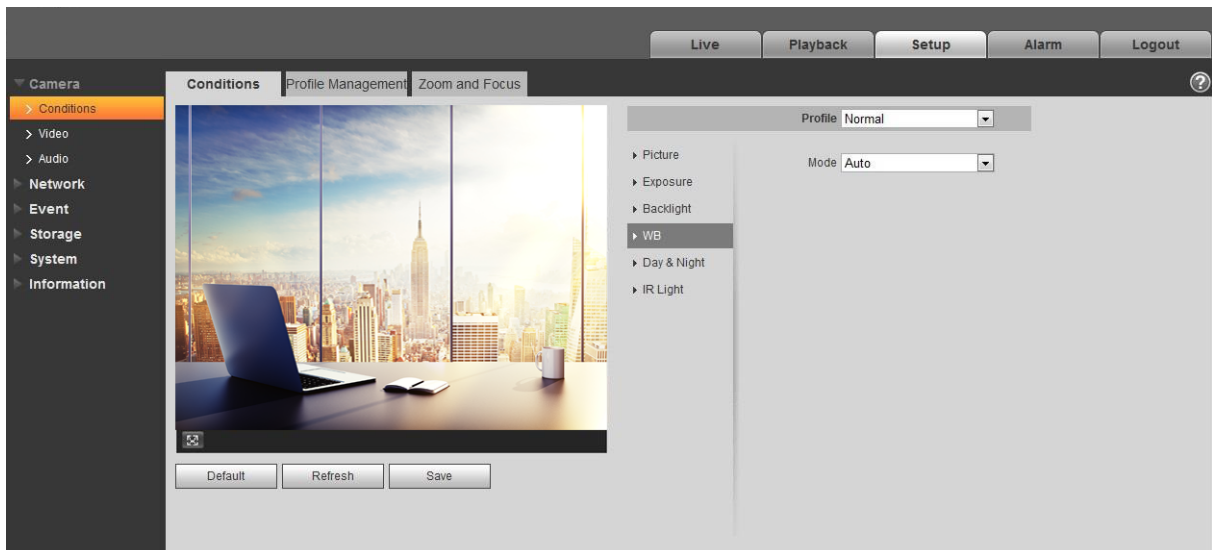 Live Playback Setup Alarm Logout
Camera
Conditions
Video
Audio
Network
Event
Storage
System
Information
Conditions Profile Management Zoom and Focus
?
Profile Normal
Picture
Exposure
Backlight
WB
Day & Night
IR Light
Mode Auto
Default Refresh Save